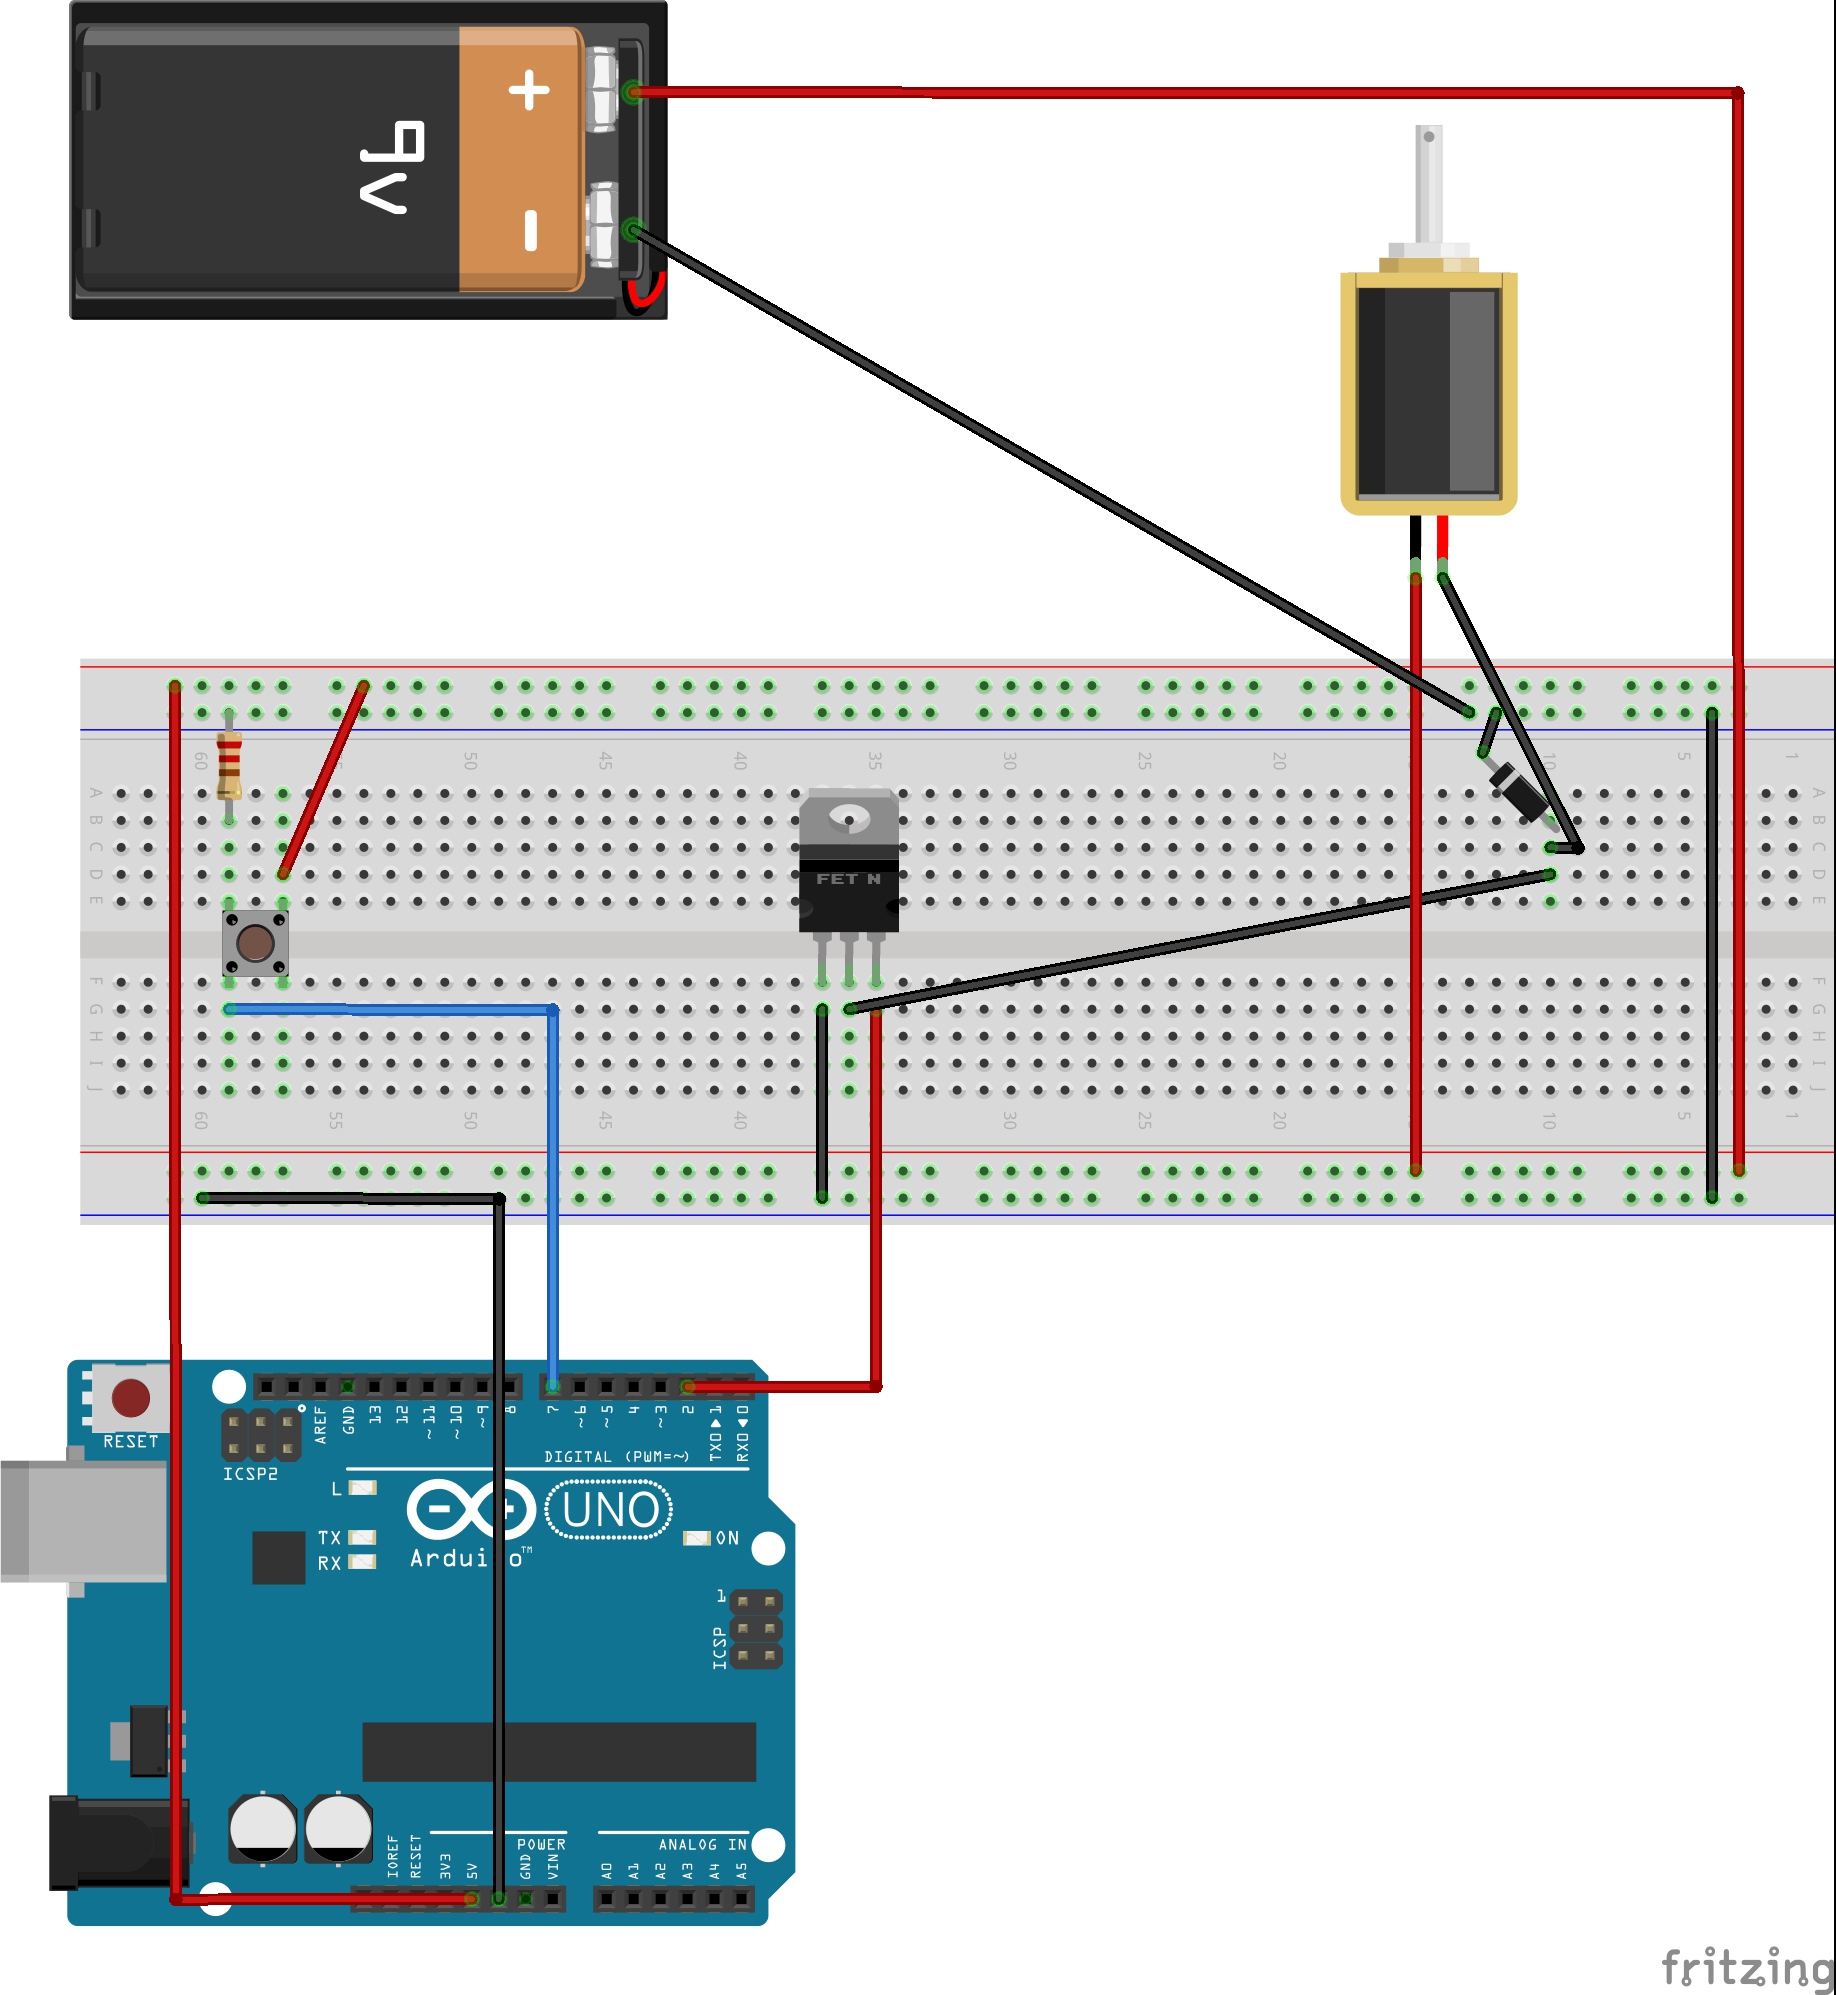 +
9V
-
60 55 50 45 40 35 30 25 20 10 5 1
A A
B B
C C
D D
E E
FET N
F F
G G
H H
I I
J J
60 55 50 45 40 30 25 20 10 5 1
RESET
ICSP2
AREF GND 13 12 ~11 ~10 ~9 8 7 ~6 ~5 4 ~3 2 TX0▶1 RX0◀0
DIGITAL (PWM=~)
L
TX
RX
UNO
ON
Arduino™
1
ICSP
POWER
ANALOG IN
IOREF RESET 3V3 5V GND VIN A0 A1 A2 A3 A4 A5
fritzing